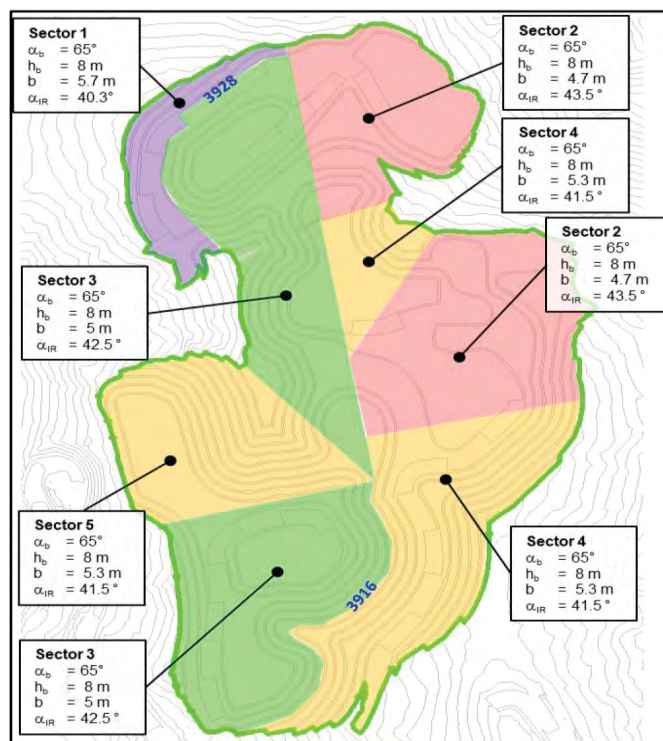 Sector 1
αb = 65°
hb = 8 m
b = 5.7 m
αIR = 40.3°
Sector 2
αb = 65°
hb = 8 m
b = 4.7 m
αIR = 43.5°
3928
Sector 4
αb = 65°
hb = 8 m
b = 5.3 m
αIR = 41.5°
Sector 2
αb = 65°
hb = 8 m
b = 4.7 m
αIR = 43.5°
Sector 3
αb = 65°
hb = 8 m
b = 5 m
αIR = 42.5°
Sector 5
αb = 65°
hb = 8 m
b = 5.3 m
αIR = 41.5°
Sector 4
αb = 65°
hb = 8 m
b = 5.3 m
αIR = 41.5°
3916
Sector 3
αb = 65°
hb = 8 m
b = 5 m
αIR = 42.5°